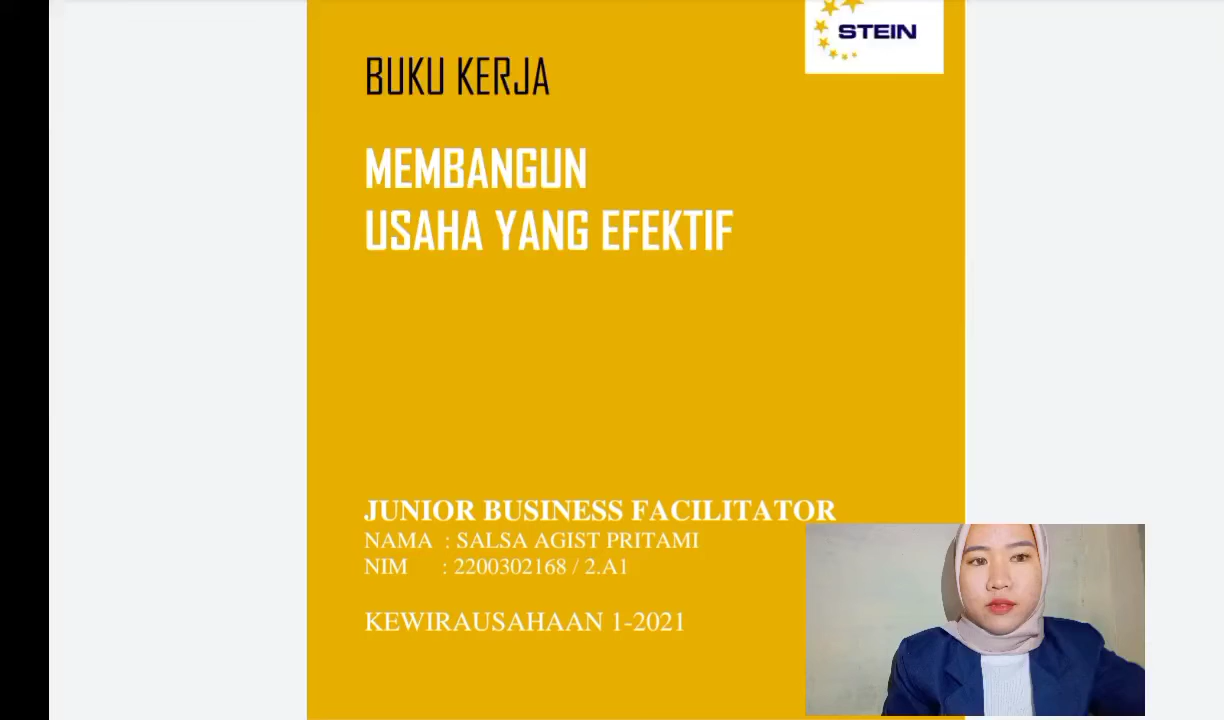 STEIN
BUKU KERJA
MEMBANGUN
USAHA YANG EFEKTIF
JUNIOR BUSINESS FACILITATOR
NAMA : SALSA AGIST PRITAMI
NIM : 2200302168 / 2.A1
KEWIRAUSAHAAN 1-2021